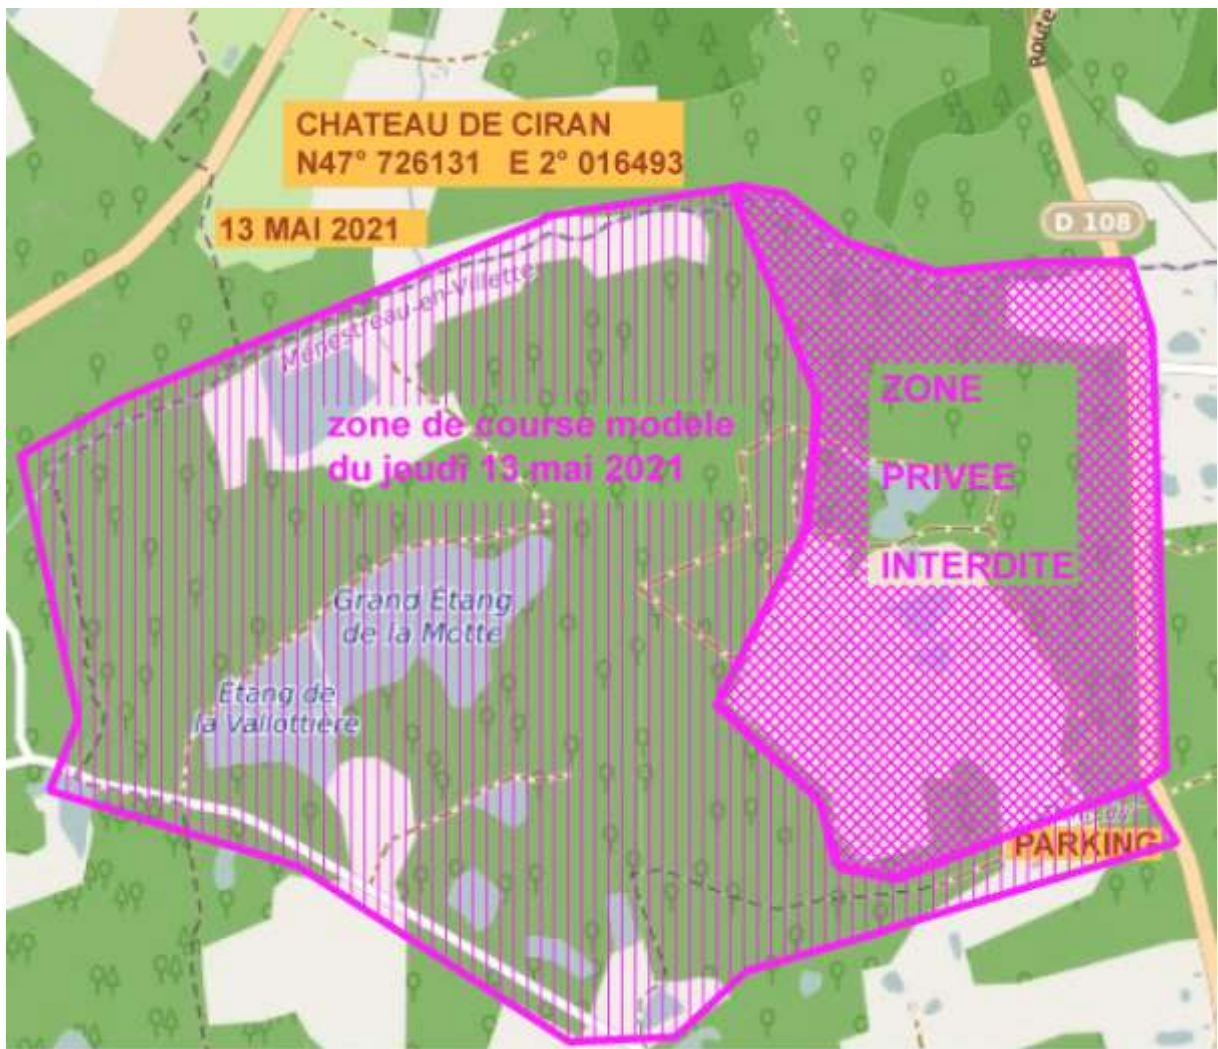 Route
CHATEAU DE CIRAN
N47° 726131 E 2° 016493
13 MAI 2021
D 108
Ménestreau-en-Villette
zone de course modèle
du jeudi 13 mai 2021
ZONE
PRIVEE
INTERDITE
Grand Étang
de la Motte
Étang de
la Vallottière
PARKING